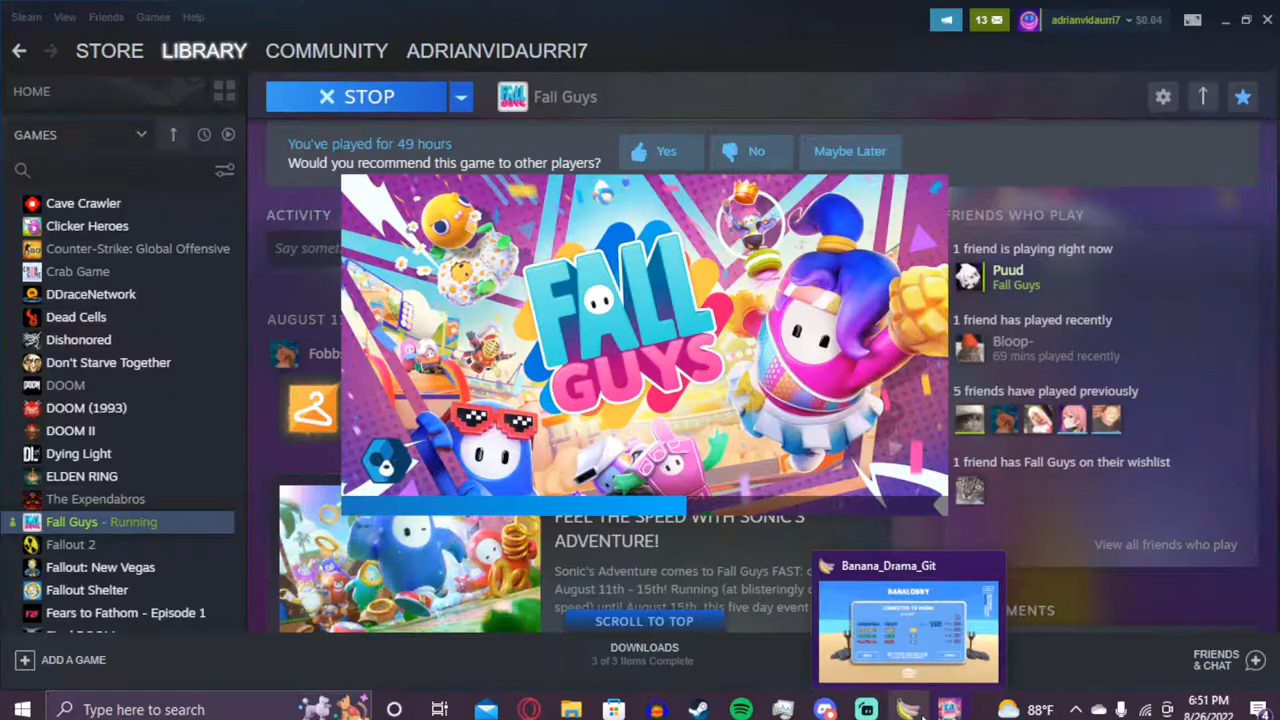 Steam View Friends Games Help
13
adrianvidaurri7 $0.04
STORE LIBRARY COMMUNITY ADRIANVIDAURRI7
HOME
STOP
Fall Guys
GAMES
You've played for 49 hours
Would you recommend this game to other players?
Yes
No
Maybe Later
Cave Crawler
Clicker Heroes
Counter-Strike: Global Offensive
Crab Game
DDraceNetwork
Dead Cells
Dishonored
Don't Starve Together
DOOM
DOOM (1993)
DOOM II
Dying Light
ELDEN RING
The Expendabros
Fall Guys - Running
Fallout 2
Fallout: New Vegas
Fallout Shelter
Fears to Fathom - Episode 1
ADD A GAME
ACTIVITY
Say some
AUGUST 1
Fobb
FALL
GUYS
FEEL THE SPEED WITH SONIC'S
ADVENTURE!
Sonic's Adventure comes to Fall Guys FAST:
August 11th - 15th! Running (at blisteringly
speed) until August 15th, this five day event
SCROLL TO TOP
FRIENDS WHO PLAY
1 friend is playing right now
Puud
Fall Guys
1 friend has played recently
Bloop-
69 mins played recently
5 friends have played previously
1 friend has Fall Guys on their wishlist
View all friends who play
MENTS
Banana_Drama_Git
BANALOBBY
DOWNLOADS
3 of 3 Items Complete
FRIENDS
& CHAT
Type here to search
88°F
6:51 PM
8/26/2022